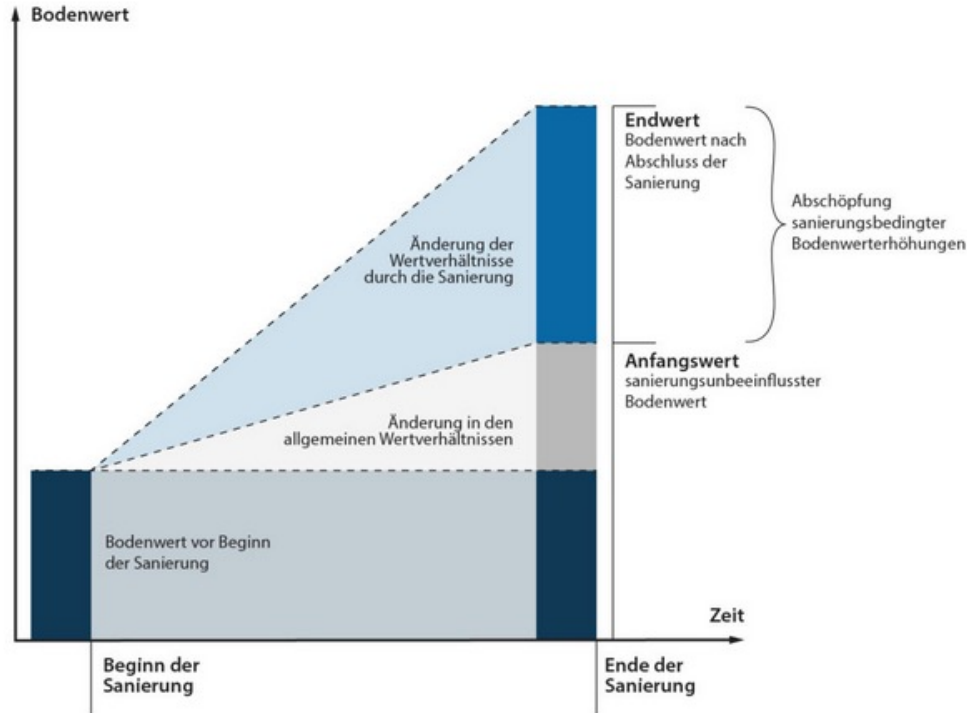 Bodenwert
Endwert
Bodenwert nach
Abschluss der
Sanierung
Abschöpfung
sanierungsbedingter
Bodenwerterhöhungen
Änderung der
Wertverhältnisse
durch die Sanierung
Anfangswert
sanierungsunbeeinflusster
Bodenwert
Änderung in den
allgemeinen Wertverhältnissen
Bodenwert vor Beginn
der Sanierung
Zeit
Beginn der
Sanierung
Ende der
Sanierung